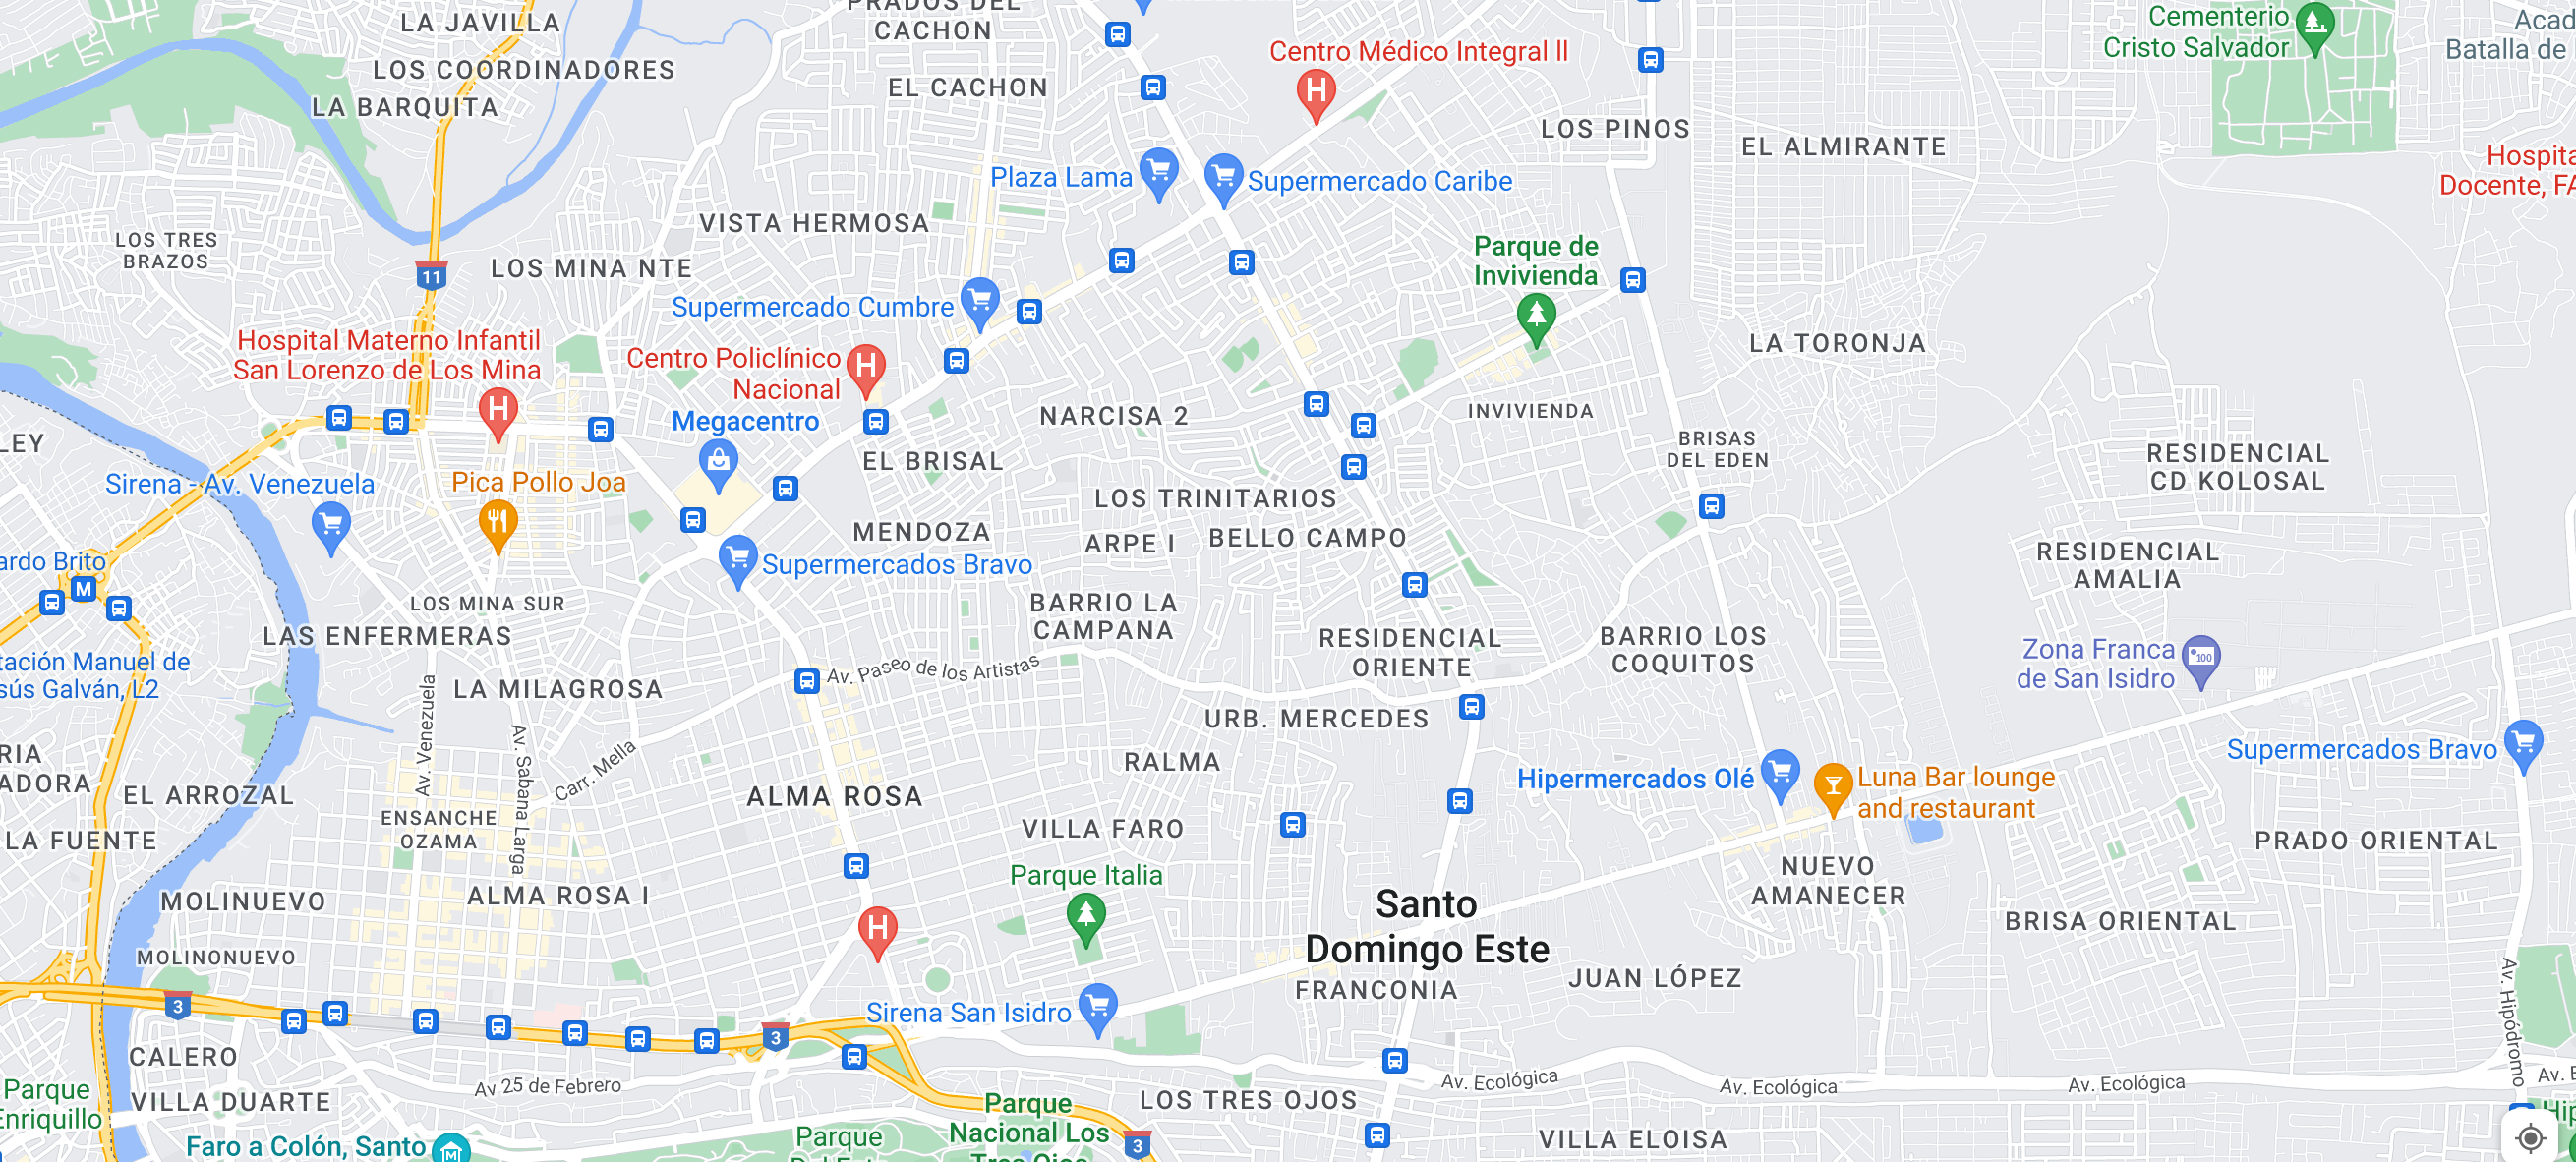 LA JAVILLA
LOS COORDINADORES
LA BARQUITA
PRADOS DEL
CACHON
EL CACHON
Centro Médico Integral ll
LOS PINOS
EL ALMIRANTE
Cementerio
Cristo Salvador
Acad
Batalla de
Hospita
Docente, FA
Plaza Lama
Supermercado Caribe
VISTA HERMOSA
LOS TRES
BRAZOS
11
LOS MINA NTE
Supermercado Cumbre
Parque de
Invivienda
LA TORONJA
Hospital Materno Infantil
San Lorenzo de Los Mina
Centro Policlínico
Nacional
Megacentro
NARCISA 2
INVIVIENDA
BRISAS
DEL EDEN
RESIDENCIAL
CD KOLOSAL
LEY
EL BRISAL
Sirena - Av. Venezuela
Pica Pollo Joa
LOS TRINITARIOS
MENDOZA
ARPE I
BELLO CAMPO
RESIDENCIAL
AMALIA
ardo Brito
M
Supermercados Bravo
LOS MINA SUR
LAS ENFERMERAS
BARRIO LA
CAMPANA
RESIDENCIAL
ORIENTE
BARRIO LOS
COQUITOS
Zona Franca
de San Isidro
tación Manuel de
sús Galván, L2
LA MILAGROSA
Av. Paseo de los Artistas
Av. Venezuela
Av. Sabana Larga
Carr. Mella
URB. MERCEDES
RALMA
Supermercados Bravo
RIA
ADORA
EL ARROZAL
ALMA ROSA
Hipermercados Olé
Luna Bar lounge
and restaurant
LA FUENTE
ENSANCHE
OZAMA
VILLA FARO
PRADO ORIENTAL
NUEVO
AMANECER
Parque Italia
MOLINUEVO
ALMA ROSA I
Santo
Domingo Este
BRISA ORIENTAL
MOLINONUEVO
FRANCONIA
JUAN LÓPEZ
Av. Hipódromo
3
Sirena San Isidro
3
CALERO
Av 25 de Febrero
Av. Ecológica
Av. Ecológica
Av. Ecológica
Av. E
Parque
Enriquillo
VILLA DUARTE
LOS TRES OJOS
Parque
Nacional Los
Tres Ojos
3
Faro a Colón, Santo
Parque
Del Este
VILLA ELOISA
Hip